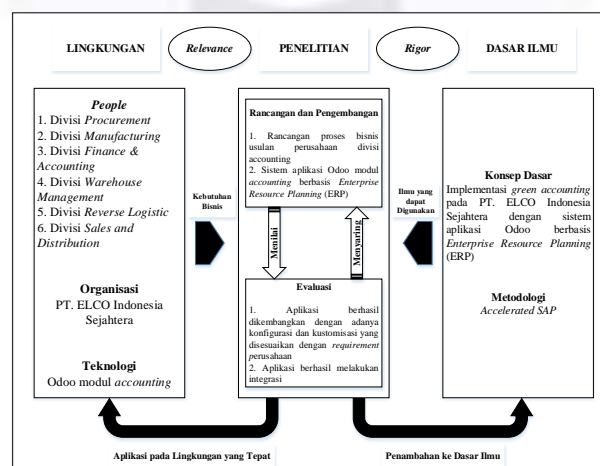 LINGKUNGAN
Relevance
PENELITIAN
Rigor
DASAR ILMU
People
1. Divisi Procurement
2. Divisi Manufacturing
3. Divisi Finance &
Accounting
4. Divisi Warehouse
Management
5. Divisi Reverse Logistic
6. Divisi Sales and
Distribution
Organisasi
PT. ELCO Indonesia
Sejahtera
Teknologi
Odoo modul accounting
Kebutuhan
Bisnis
Rancangan dan Pengembangan
1. Rancangan proses bisnis
usulan perusahaan divisi
accounting
2. Sistem aplikasi Odoo modul
accounting berbasis Enterprise
Resource Planning (ERP)
Menilai
Menyaring
Evaluasi
1. Aplikasi berhasil
dikembangkan dengan adanya
konfigurasi dan kustomisasi yang
disesuaikan dengan requirement
perusahaan
2. Aplikasi berhasil melakukan
integrasi
Ilmu yang
dapat
Digunakan
Konsep Dasar
Implementasi green accounting
pada PT. ELCO Indonesia
Sejahtera dengan sistem
aplikasi Odoo berbasis
Enterprise Resource Planning
(ERP)
Metodologi
Accelerated SAP
Aplikasi pada Lingkungan yang Tepat
Penambahan ke Dasar Ilmu